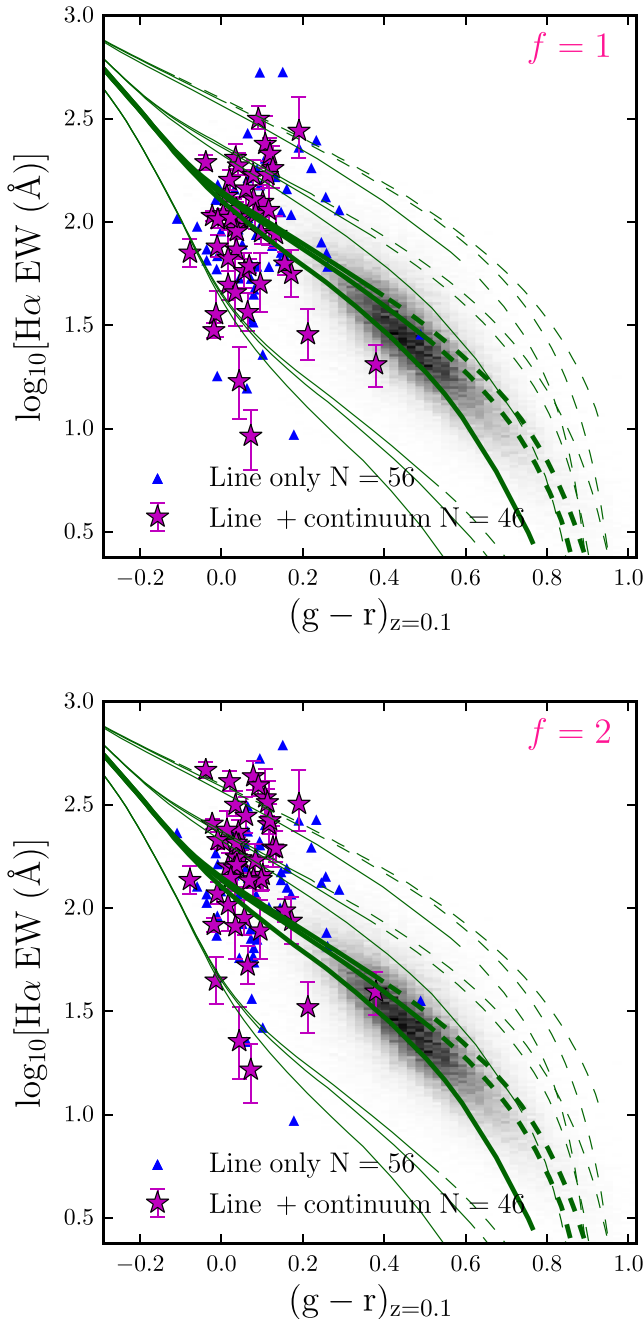 f = 1
3.0
2.5
2.0
1.5
1.0
0.5
log₁₀[Hα EW (Å)]
Line only N = 56
Line + continuum N = 46
−0.2 0.0 0.2 0.4 0.6 0.8 1.0
(g − r)z=0.1
f = 2
3.0
2.5
2.0
1.5
1.0
0.5
log₁₀[Hα EW (Å)]
Line only N = 56
Line + continuum N = 46
−0.2 0.0 0.2 0.4 0.6 0.8 1.0
(g − r)z=0.1